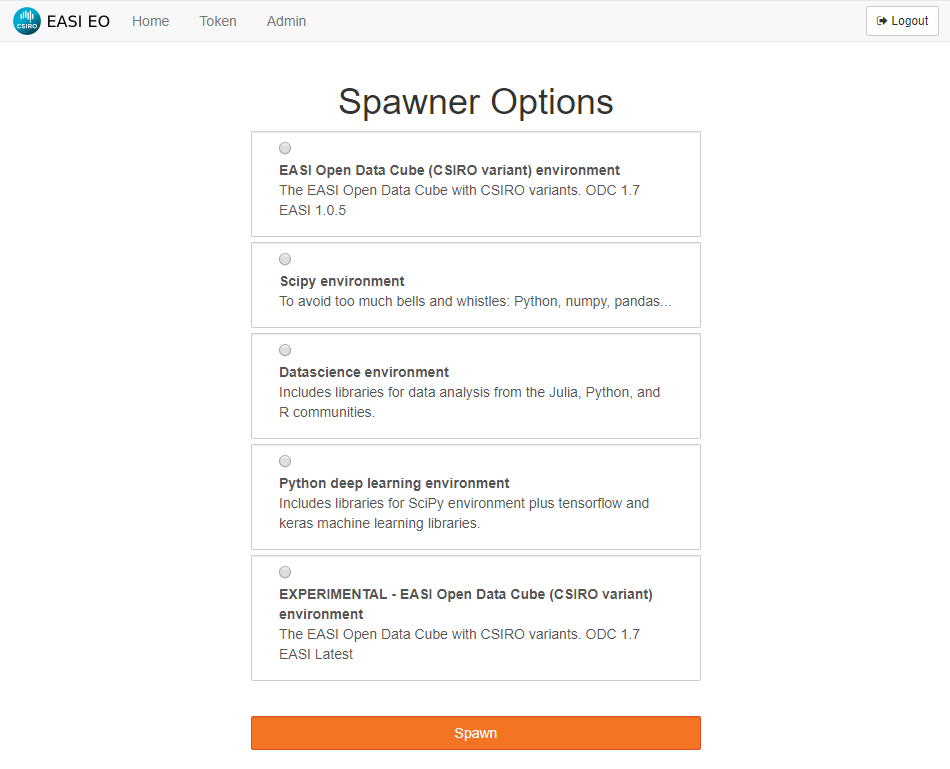 CSIRO
EASI EO
Home
Token
Admin
Logout
Spawner Options
EASI Open Data Cube (CSIRO variant) environment
The EASI Open Data Cube with CSIRO variants. ODC 1.7
EASI 1.0.5
Scipy environment
To avoid too much bells and whistles: Python, numpy, pandas...
Datascience environment
Includes libraries for data analysis from the Julia, Python, and
R communities.
Python deep learning environment
Includes libraries for SciPy environment plus tensorflow and
keras machine learning libraries.
EXPERIMENTAL - EASI Open Data Cube (CSIRO variant)
environment
The EASI Open Data Cube with CSIRO variants. ODC 1.7
EASI Latest
Spawn